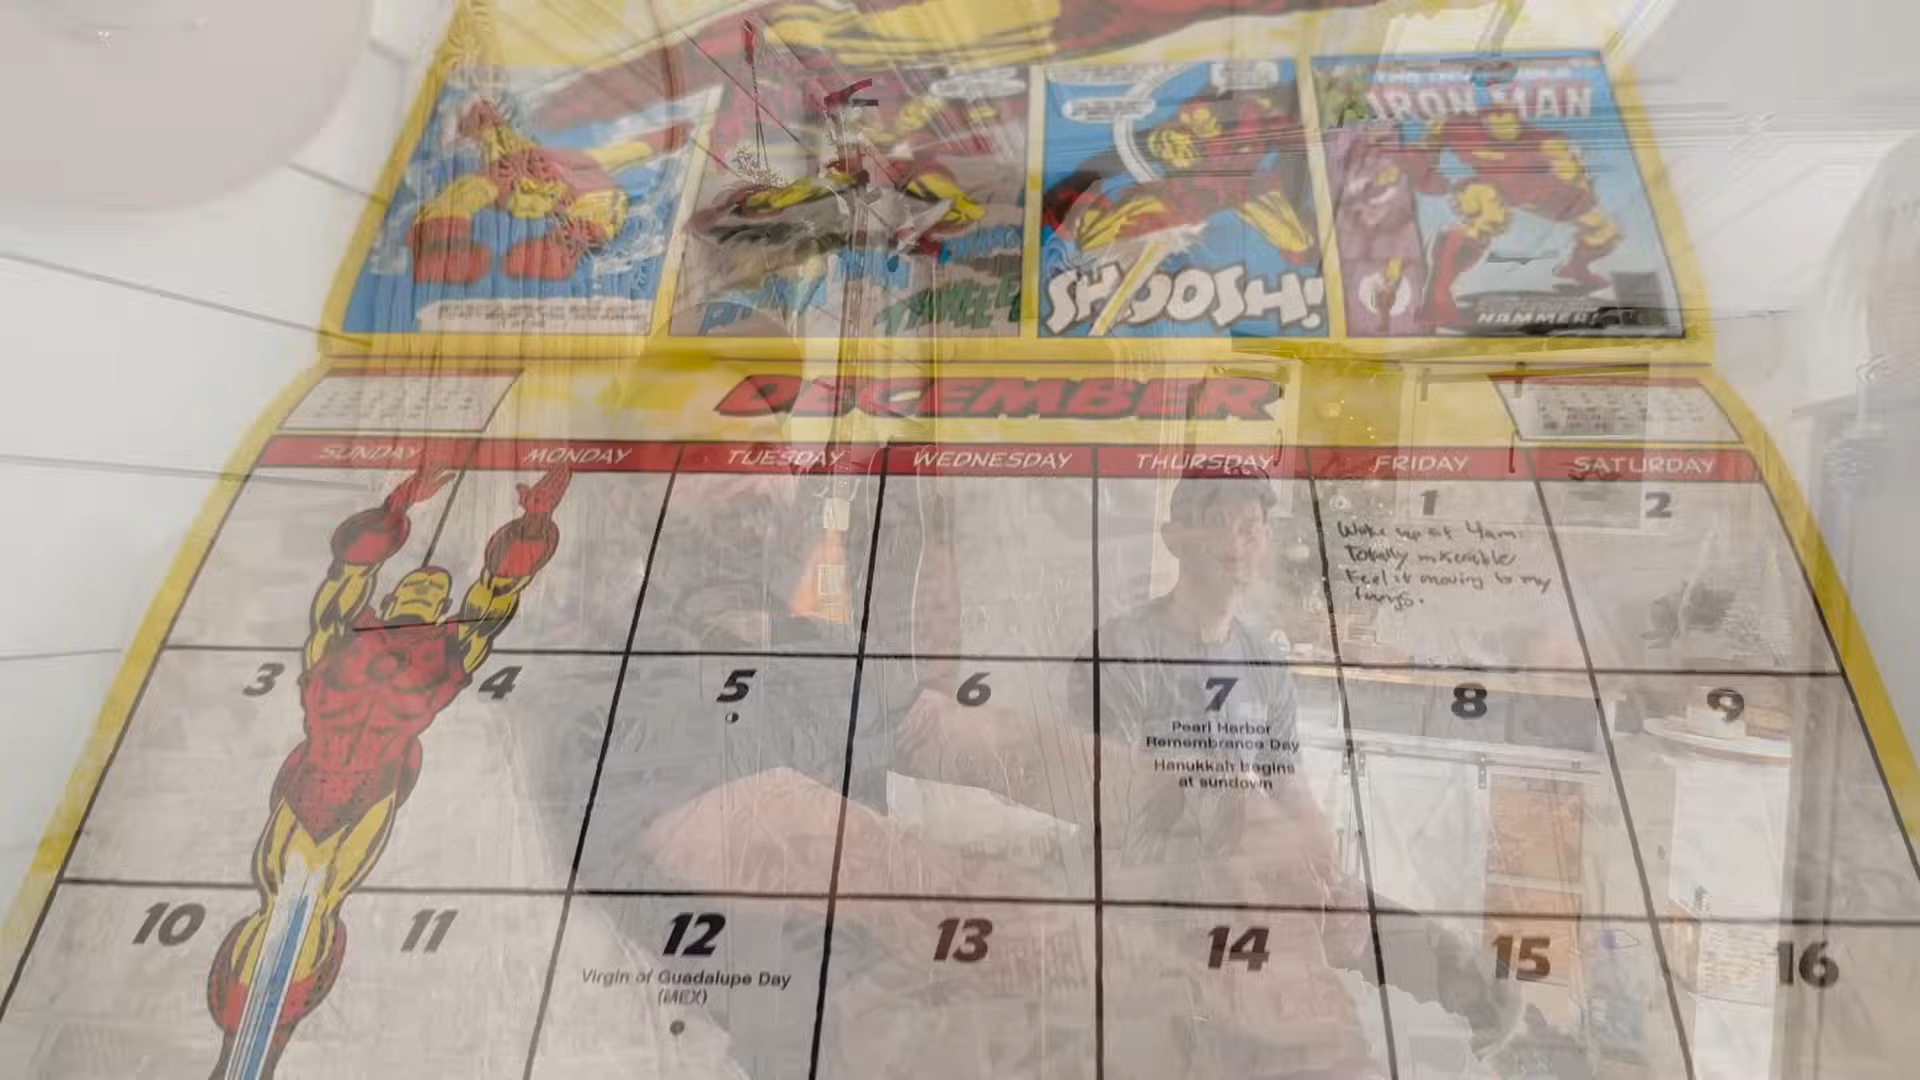 IRON MAN
SHOOSH!
HAMMER!
DECEMBER
SUNDAY MONDAY TUESDAY WEDNESDAY THURSDAY FRIDAY SATURDAY
1 2
Woke up at 4am.
Totally miserable
Feel it moving to my
lungs.
3 4 5 6 7 8 9
Pearl Harbor
Remembrance Day
Hanukkah begins
at sundown
10 11 12 13 14 15 16
Virgin of Guadalupe Day
(MEX)